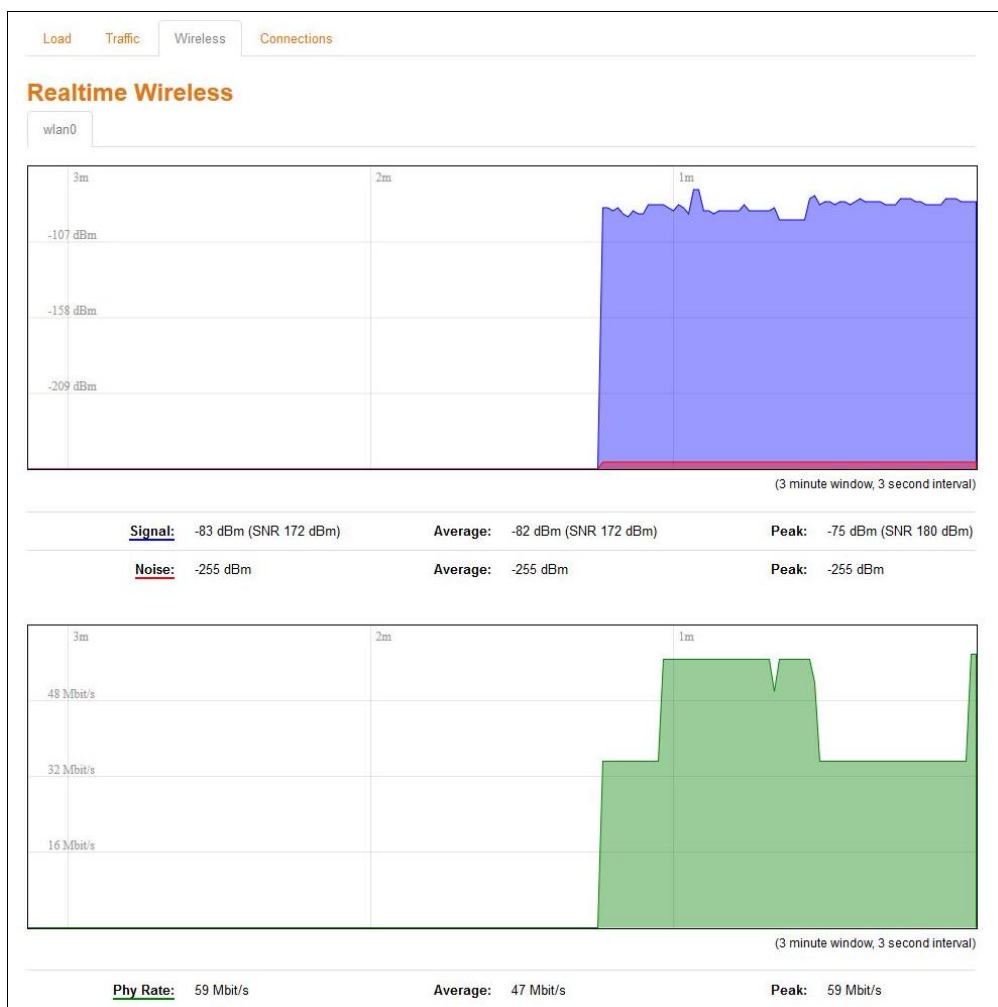 Load Traffic Wireless Connections
Realtime Wireless
wlan0
3m 2m 1m
-107 dBm
-158 dBm
-209 dBm
(3 minute window, 3 second interval)
Signal: -83 dBm (SNR 172 dBm) Average: -82 dBm (SNR 172 dBm) Peak: -75 dBm (SNR 180 dBm)
Noise: -255 dBm Average: -255 dBm Peak: -255 dBm
3m 2m 1m
48 Mbit/s
32 Mbit/s
16 Mbit/s
(3 minute window, 3 second interval)
Phy Rate: 59 Mbit/s Average: 47 Mbit/s Peak: 59 Mbit/s